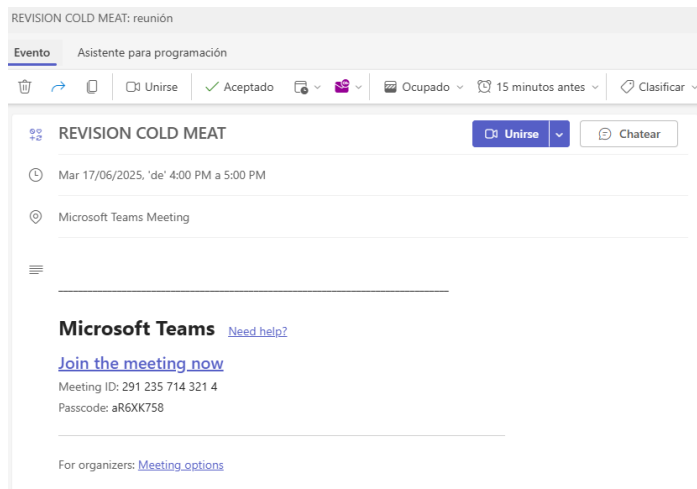 REVISION COLD MEAT: reunión
Evento Asistente para programación
Unirse Aceptado Ocupado 15 minutos antes Clasificar
REVISION COLD MEAT Unirse Chatear
Mar 17/06/2025, 'de' 4:00 PM a 5:00 PM
Microsoft Teams Meeting
________________________________________________________________________________
Microsoft Teams Need help?
Join the meeting now
Meeting ID: 291 235 714 321 4
Passcode: aR6XK758
For organizers: Meeting options